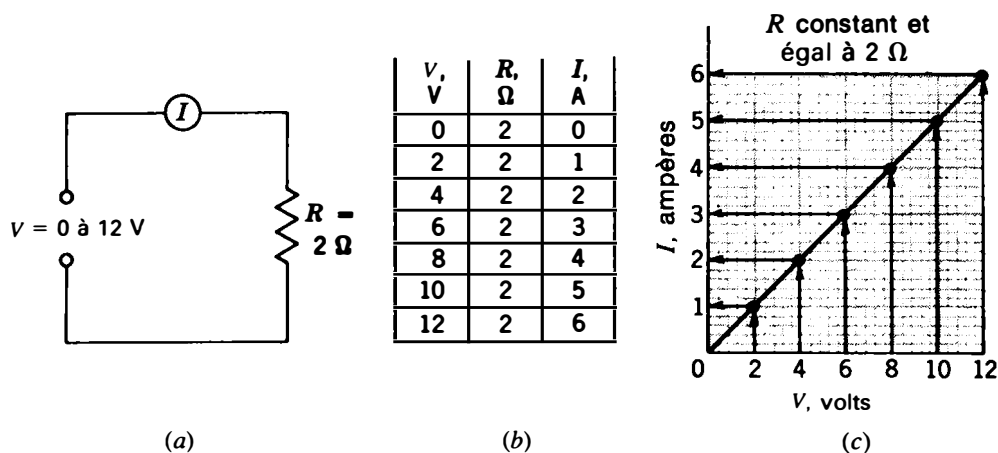 I
V = 0 à 12 V
R =
2 Ω
V, R, I,
V Ω A
0 2 0
2 2 1
4 2 2
6 2 3
8 2 4
10 2 5
12 2 6
R constant et
égal à 2 Ω
I, ampères
6
5
4
3
2
1
0 2 4 6 8 10 12
V, volts
(a) (b) (c)